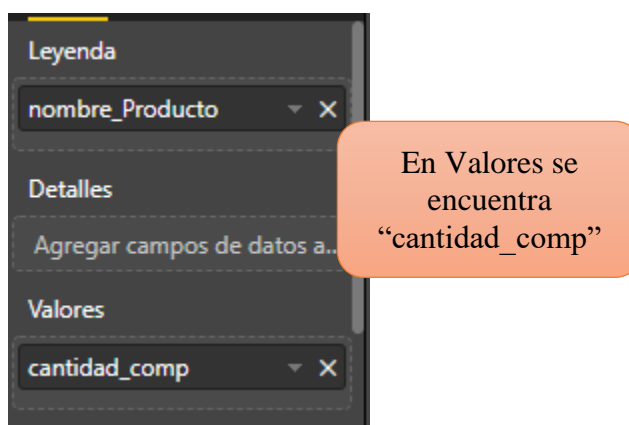 Leyenda
nombre_Producto
Detalles
Agregar campos de datos a...
Valores
cantidad_comp
En Valores se
encuentra
“cantidad_comp”